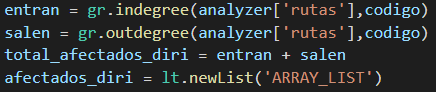 entran = gr.indegree(analyzer['rutas'],codigo)
salen = gr.outdegree(analyzer['rutas'],codigo)
total_afectados_diri = entran + salen
afectados_diri = lt.newList('ARRAY_LIST')